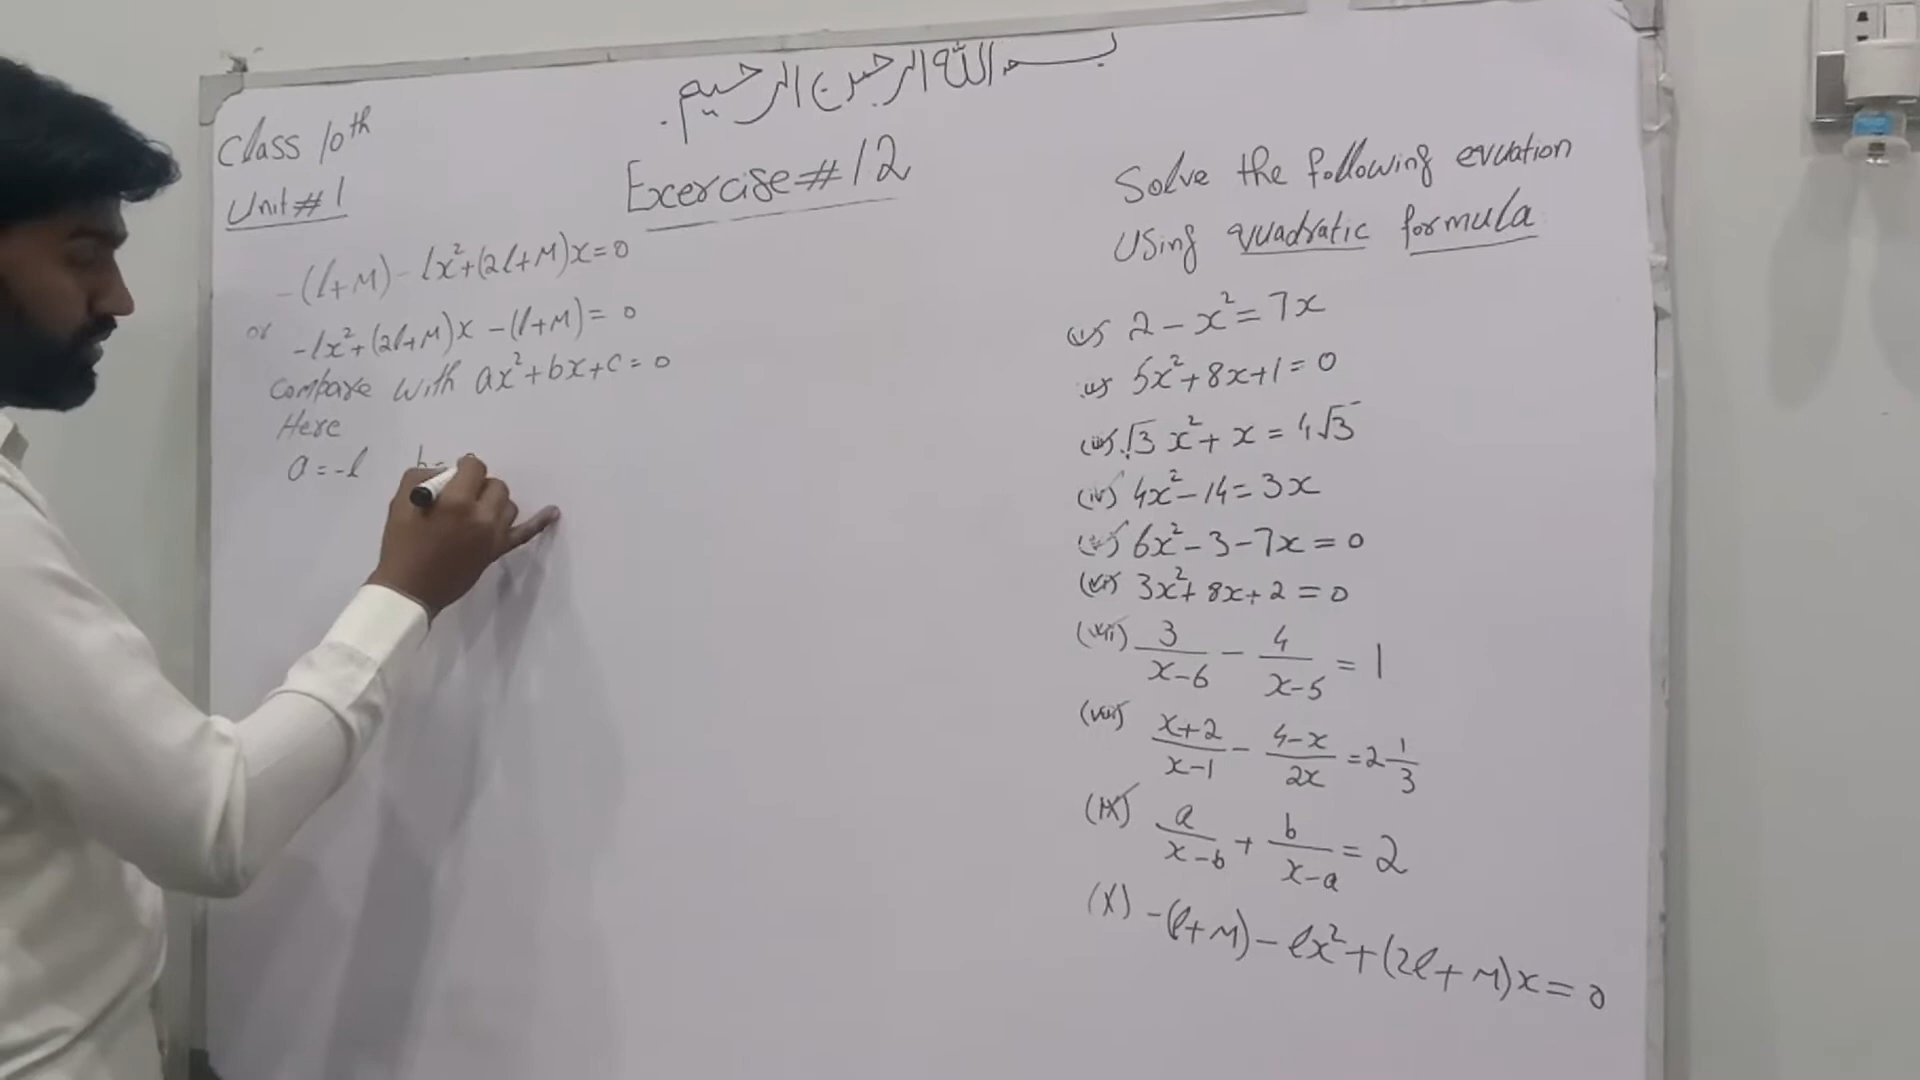 بسم الله الرحمن الرحيم.
Class 10th
Unit # 1
Exercise # 12
-(l+M) - lx²+(2l+M)x=0
or -lx²+(2l+M)x -(l+M)= 0
Compare with ax²+bx+c=0
Here
a=-l b=
Solve the following equation
Using quadratic formula
(i) 2-x²=7x
(ii) 5x²+8x+1=0
(iii) √3 x²+x=4√3
(iv) 4x²-14=3x
(v) 6x²-3-7x=0
(vi) 3x²+8x+2=0
(vii) 3/(x-6) - 4/(x-5) = 1
(viii) (x+2)/(x-1) - (4-x)/2x = 2 1/3
(ix) a/(x-b) + b/(x-a) = 2
(X) -(l+M)-lx²+(2l+M)x=0